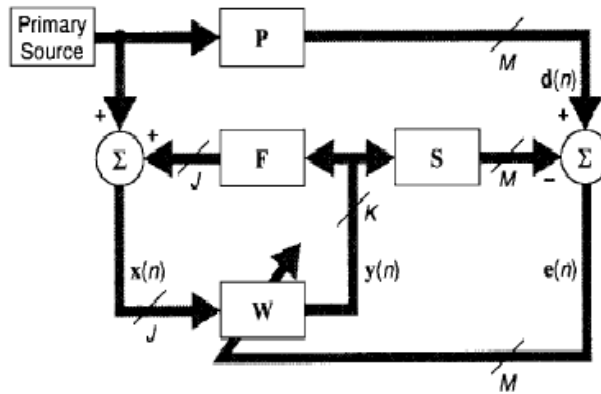 Primary
Source
P
M
d(n)
+
+
+
Σ
F
S
Σ
J
M
−
K
x(n)
y(n)
e(n)
J
W
M